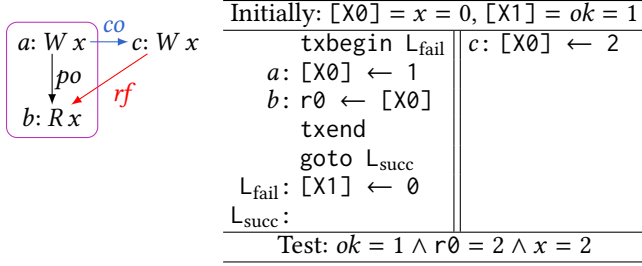 co
a: W x c: W x
po
rf
b: R x
Initially: [X0] = x = 0, [X1] = ok = 1
txbegin L_fail
c: [X0] ← 2
a: [X0] ← 1
b: r0 ← [X0]
txend
goto L_succ
L_fail: [X1] ← 0
L_succ:
Test: ok = 1 ∧ r0 = 2 ∧ x = 2